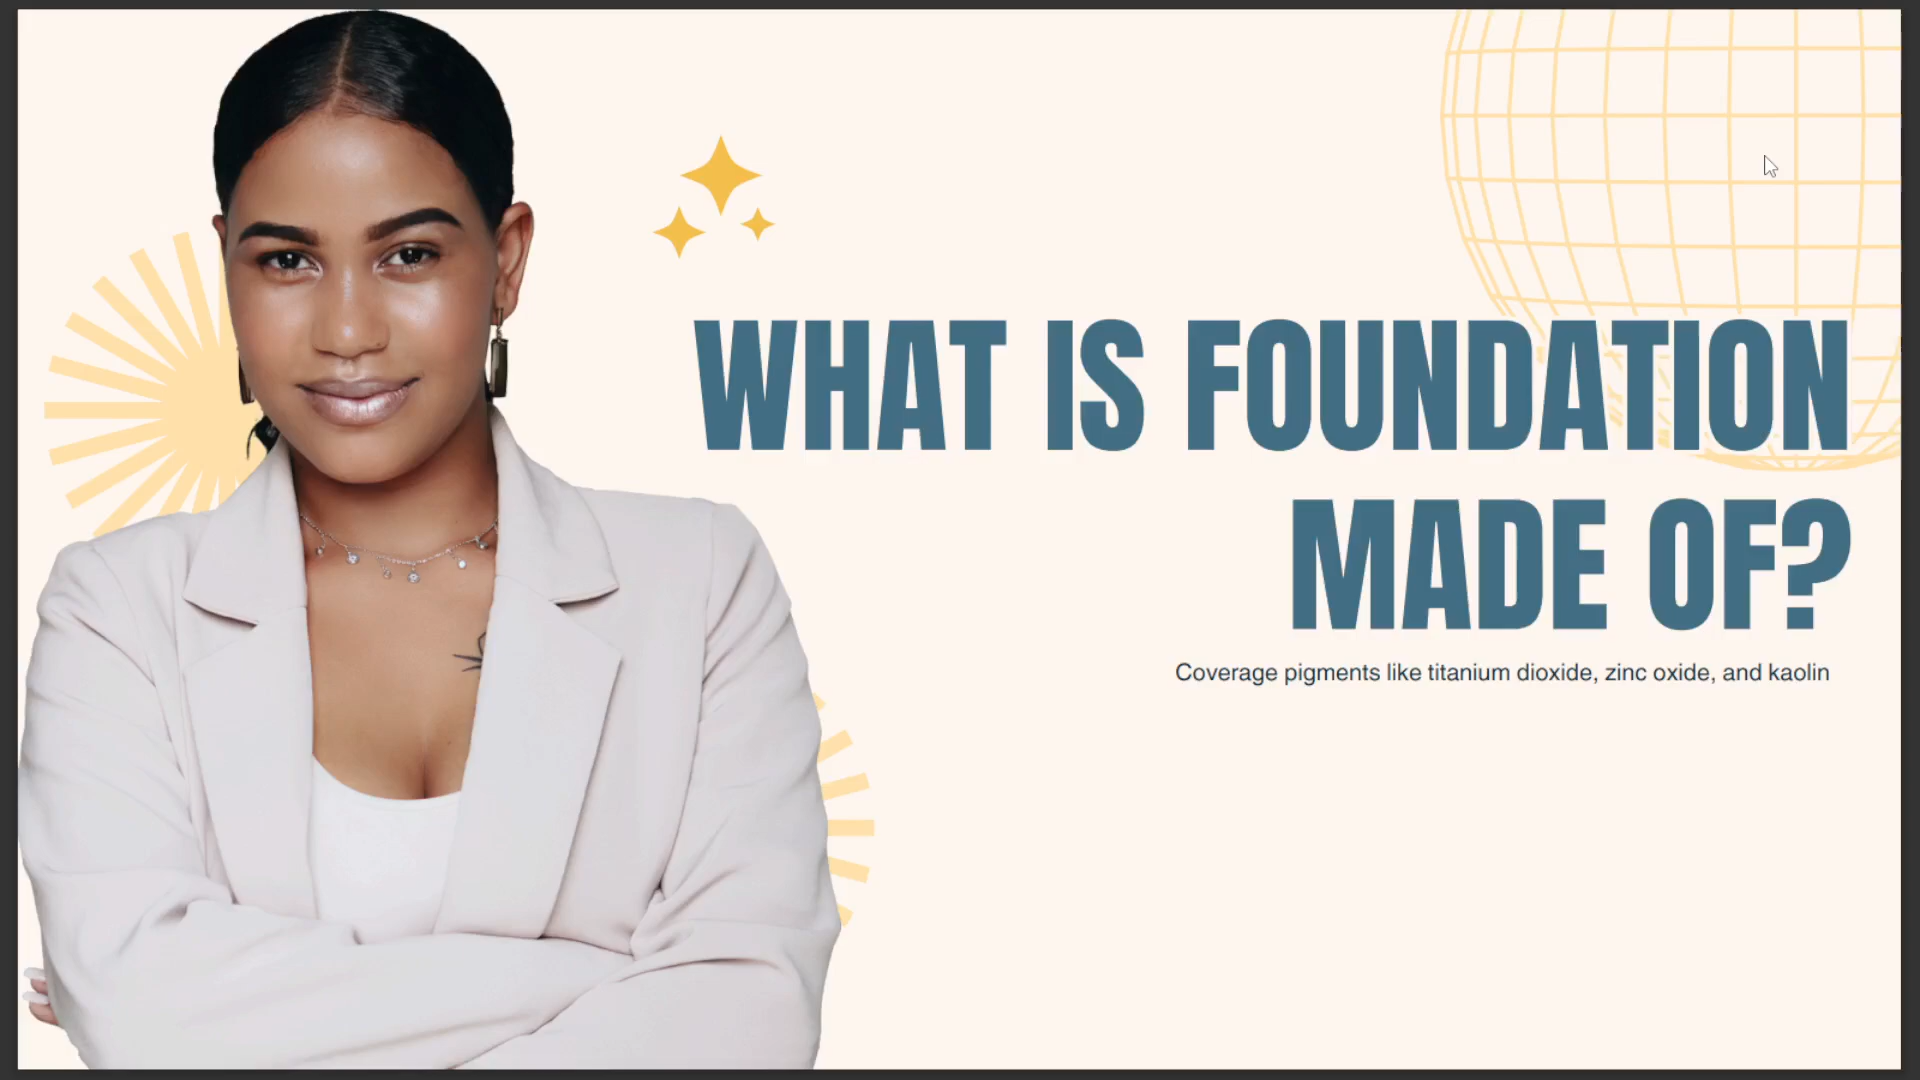 WHAT IS FOUNDATION
MADE OF?
Coverage pigments like titanium dioxide, zinc oxide, and kaolin